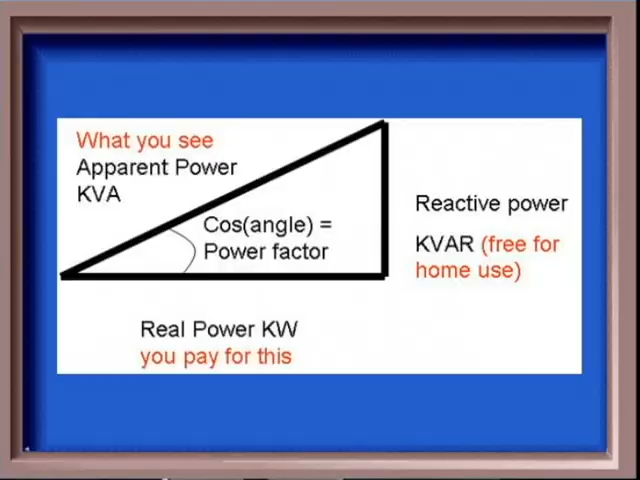 What you see
Apparent Power
KVA
Cos(angle) =
Power factor
Reactive power
KVAR (free for
home use)
Real Power KW
you pay for this